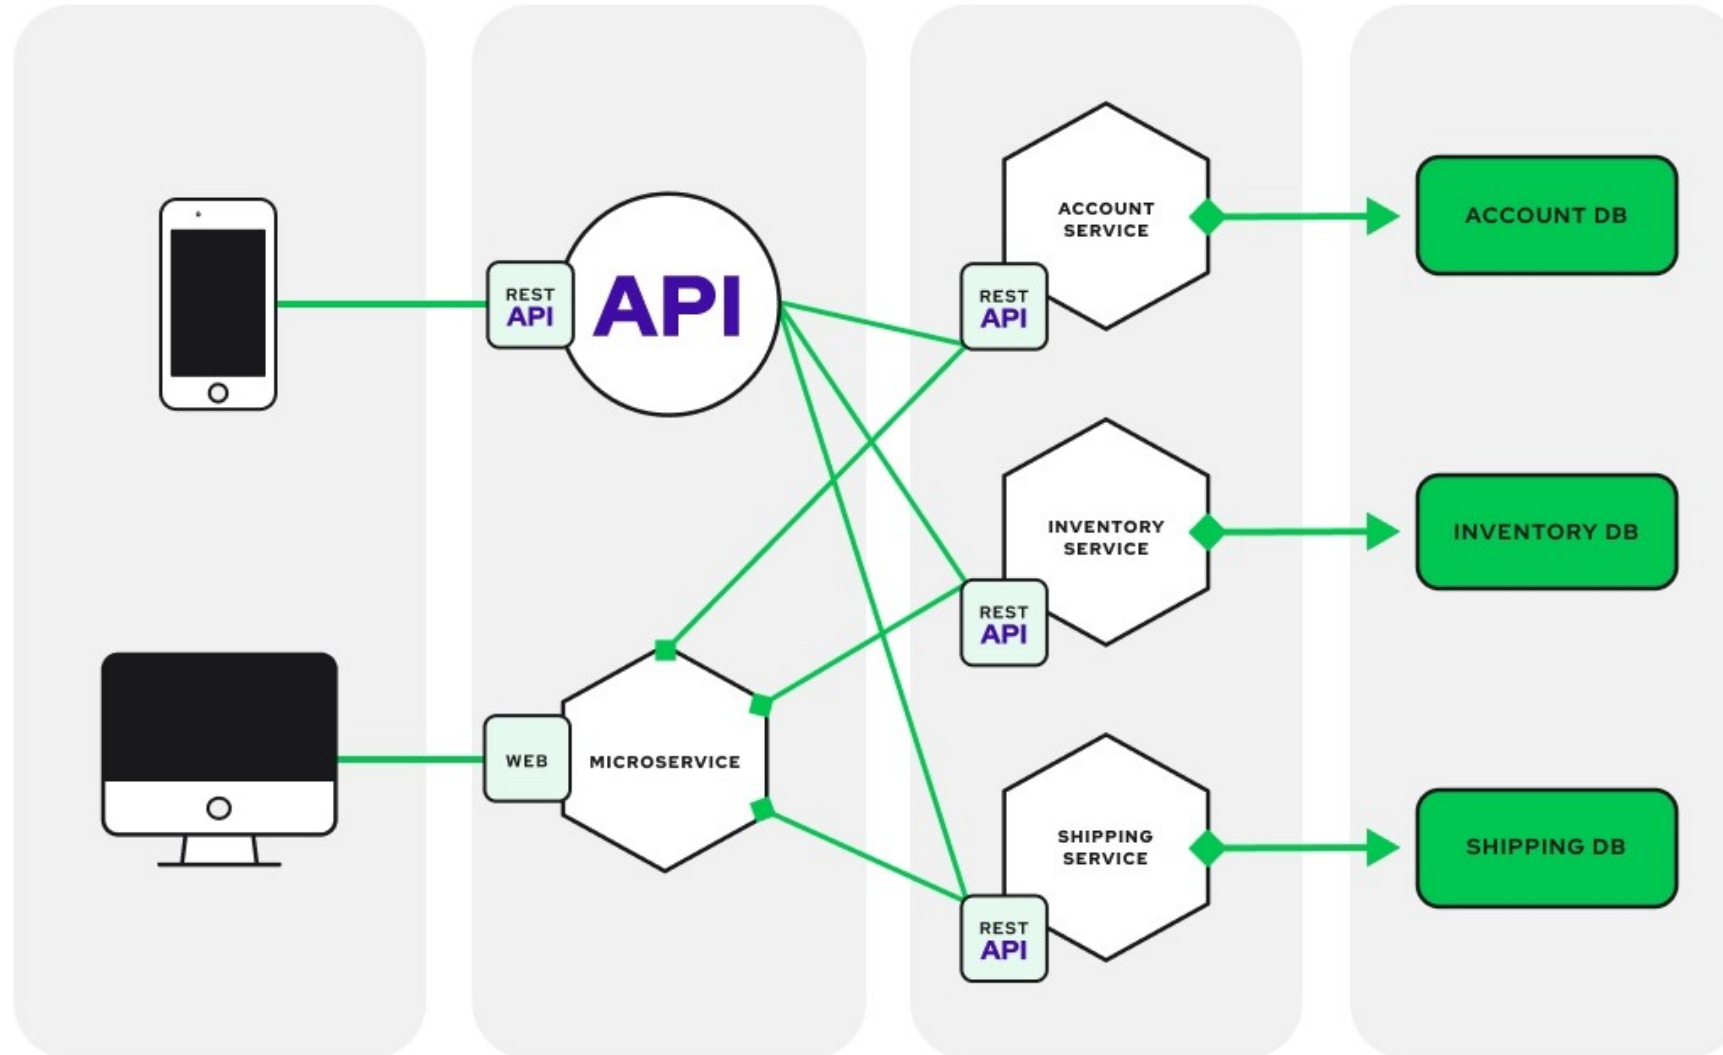 REST
API
API
WEB
MICROSERVICE
ACCOUNT
SERVICE
REST
API
INVENTORY
SERVICE
REST
API
SHIPPING
SERVICE
REST
API
ACCOUNT DB
INVENTORY DB
SHIPPING DB